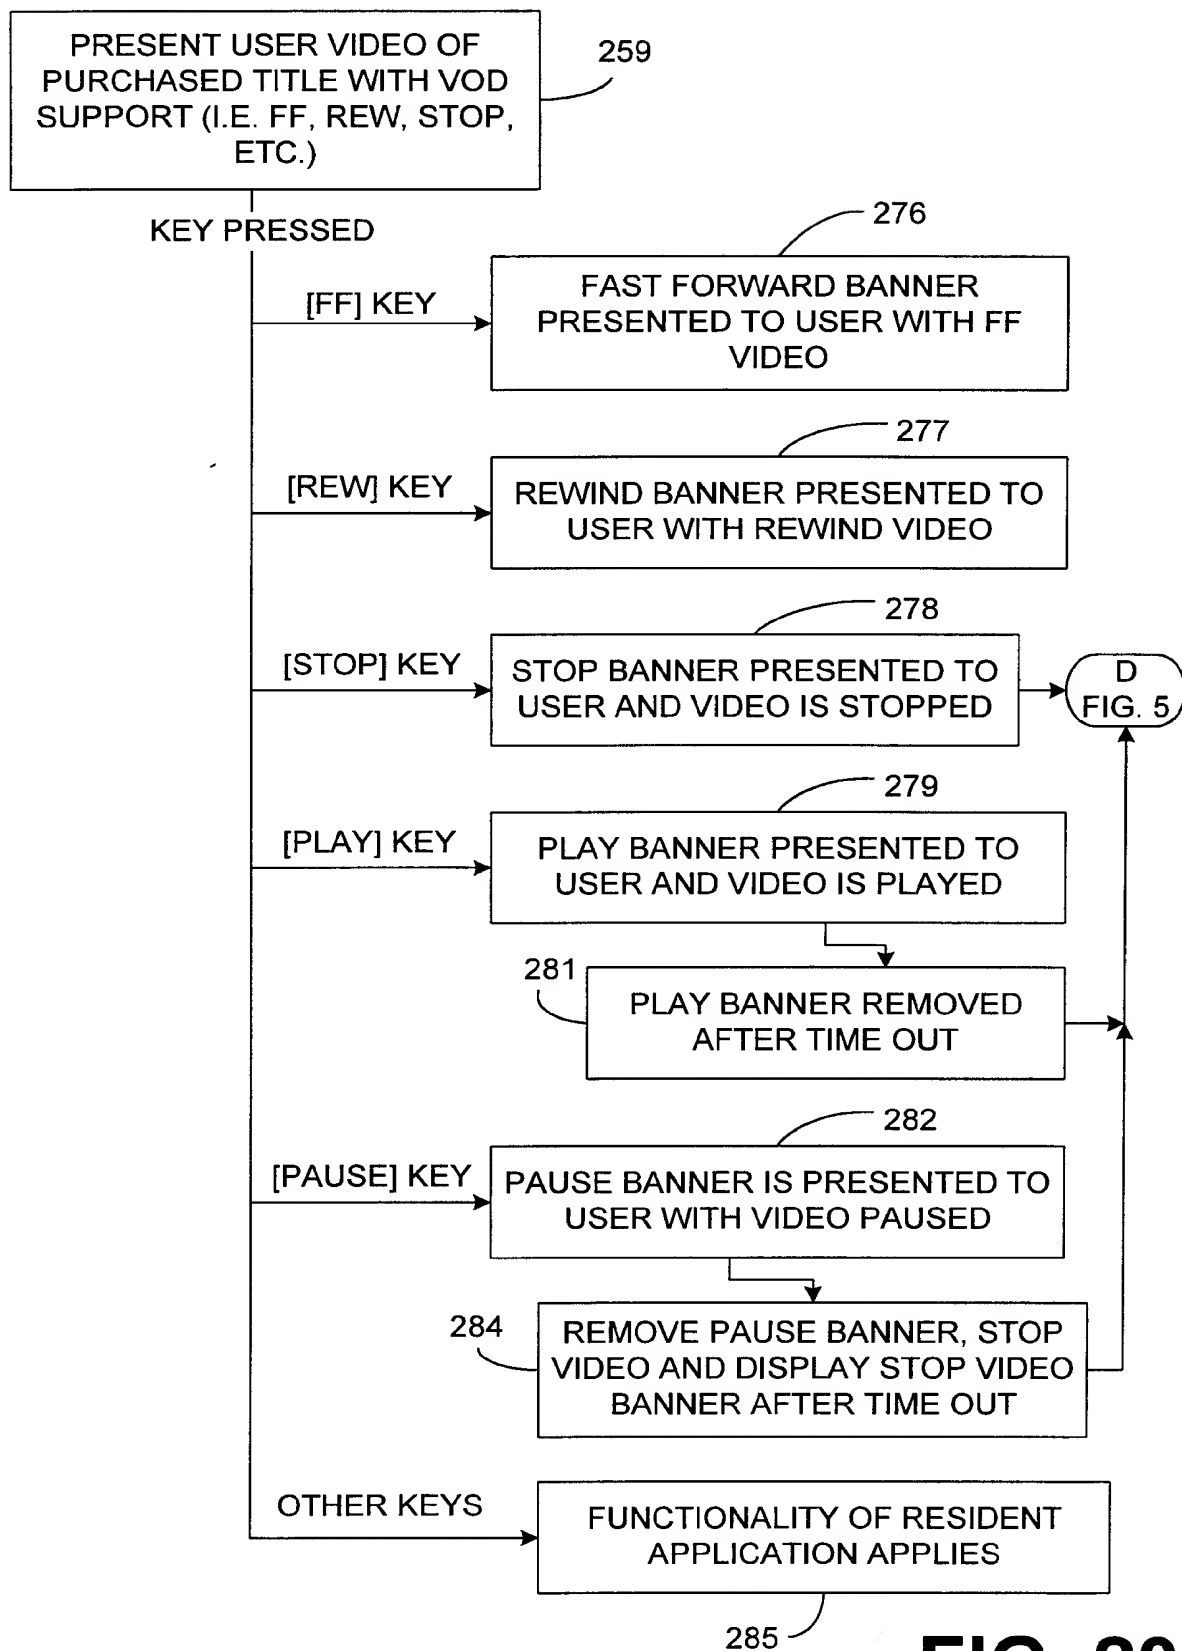 PRESENT USER VIDEO OF
PURCHASED TITLE WITH VOD
SUPPORT (I.E. FF, REW, STOP,
ETC.)
259
KEY PRESSED
276
[FF] KEY
FAST FORWARD BANNER
PRESENTED TO USER WITH FF
VIDEO
277
[REW] KEY
REWIND BANNER PRESENTED TO
USER WITH REWIND VIDEO
278
[STOP] KEY
STOP BANNER PRESENTED TO
USER AND VIDEO IS STOPPED
D
FIG. 5
279
[PLAY] KEY
PLAY BANNER PRESENTED TO
USER AND VIDEO IS PLAYED
281
PLAY BANNER REMOVED
AFTER TIME OUT
282
[PAUSE] KEY
PAUSE BANNER IS PRESENTED TO
USER WITH VIDEO PAUSED
284
REMOVE PAUSE BANNER, STOP
VIDEO AND DISPLAY STOP VIDEO
BANNER AFTER TIME OUT
OTHER KEYS
FUNCTIONALITY OF RESIDENT
APPLICATION APPLIES
285
FIG.